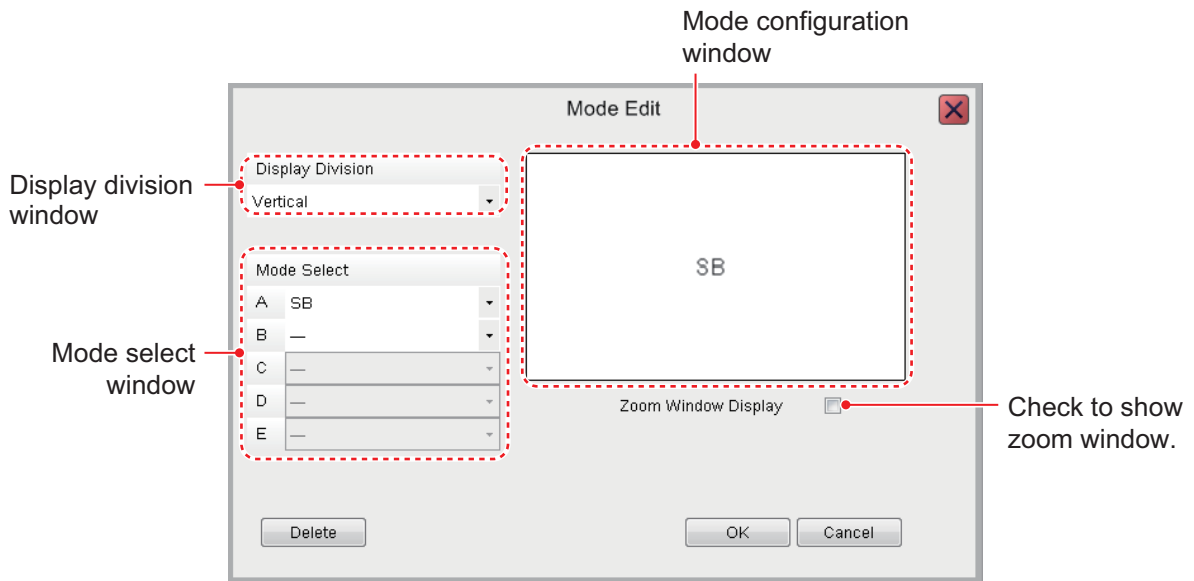 Mode configuration
window
Mode Edit
Display division
window
Display Division
Vertical
Mode select
window
Mode Select
A SB
B —
C —
D —
E —
SB
Zoom Window Display
Check to show
zoom window.
Delete
OK
Cancel